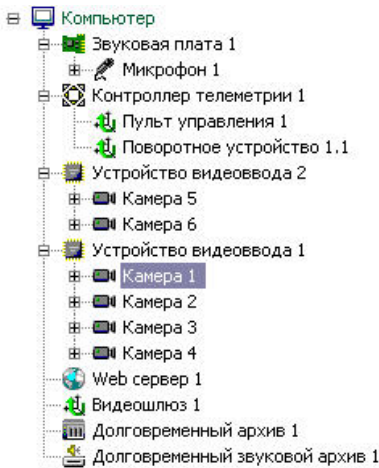 Компьютер
Звуковая плата 1
Микрофон 1
Контроллер телеметрии 1
Пульт управления 1
Поворотное устройство 1.1
Устройство видеоввода 2
Камера 5
Камера 6
Устройство видеоввода 1
Камера 1
Камера 2
Камера 3
Камера 4
Web сервер 1
Видеошлюз 1
Долговременный архив 1
Долговременный звуковой архив 1